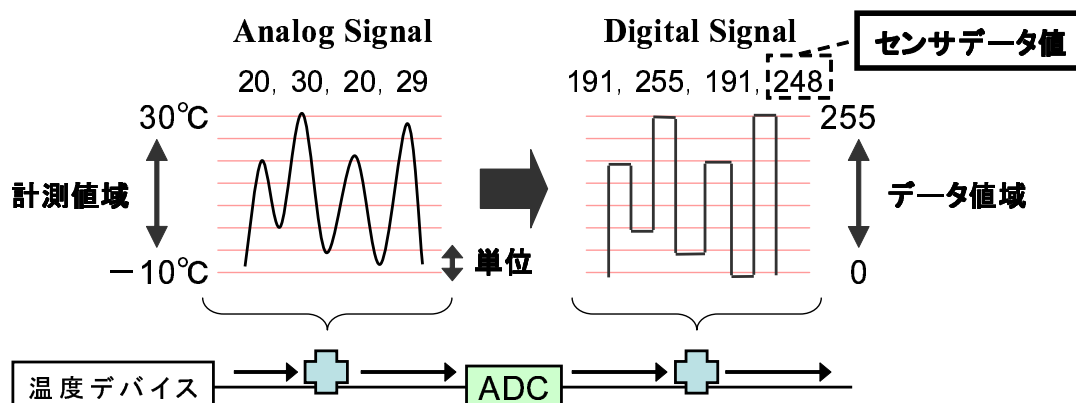 Analog Signal
Digital Signal
センサデータ値
20, 30, 20, 29
191, 255, 191, 248
30℃
255
計測値域
データ値域
単位
－10℃
0
温度デバイス
ADC